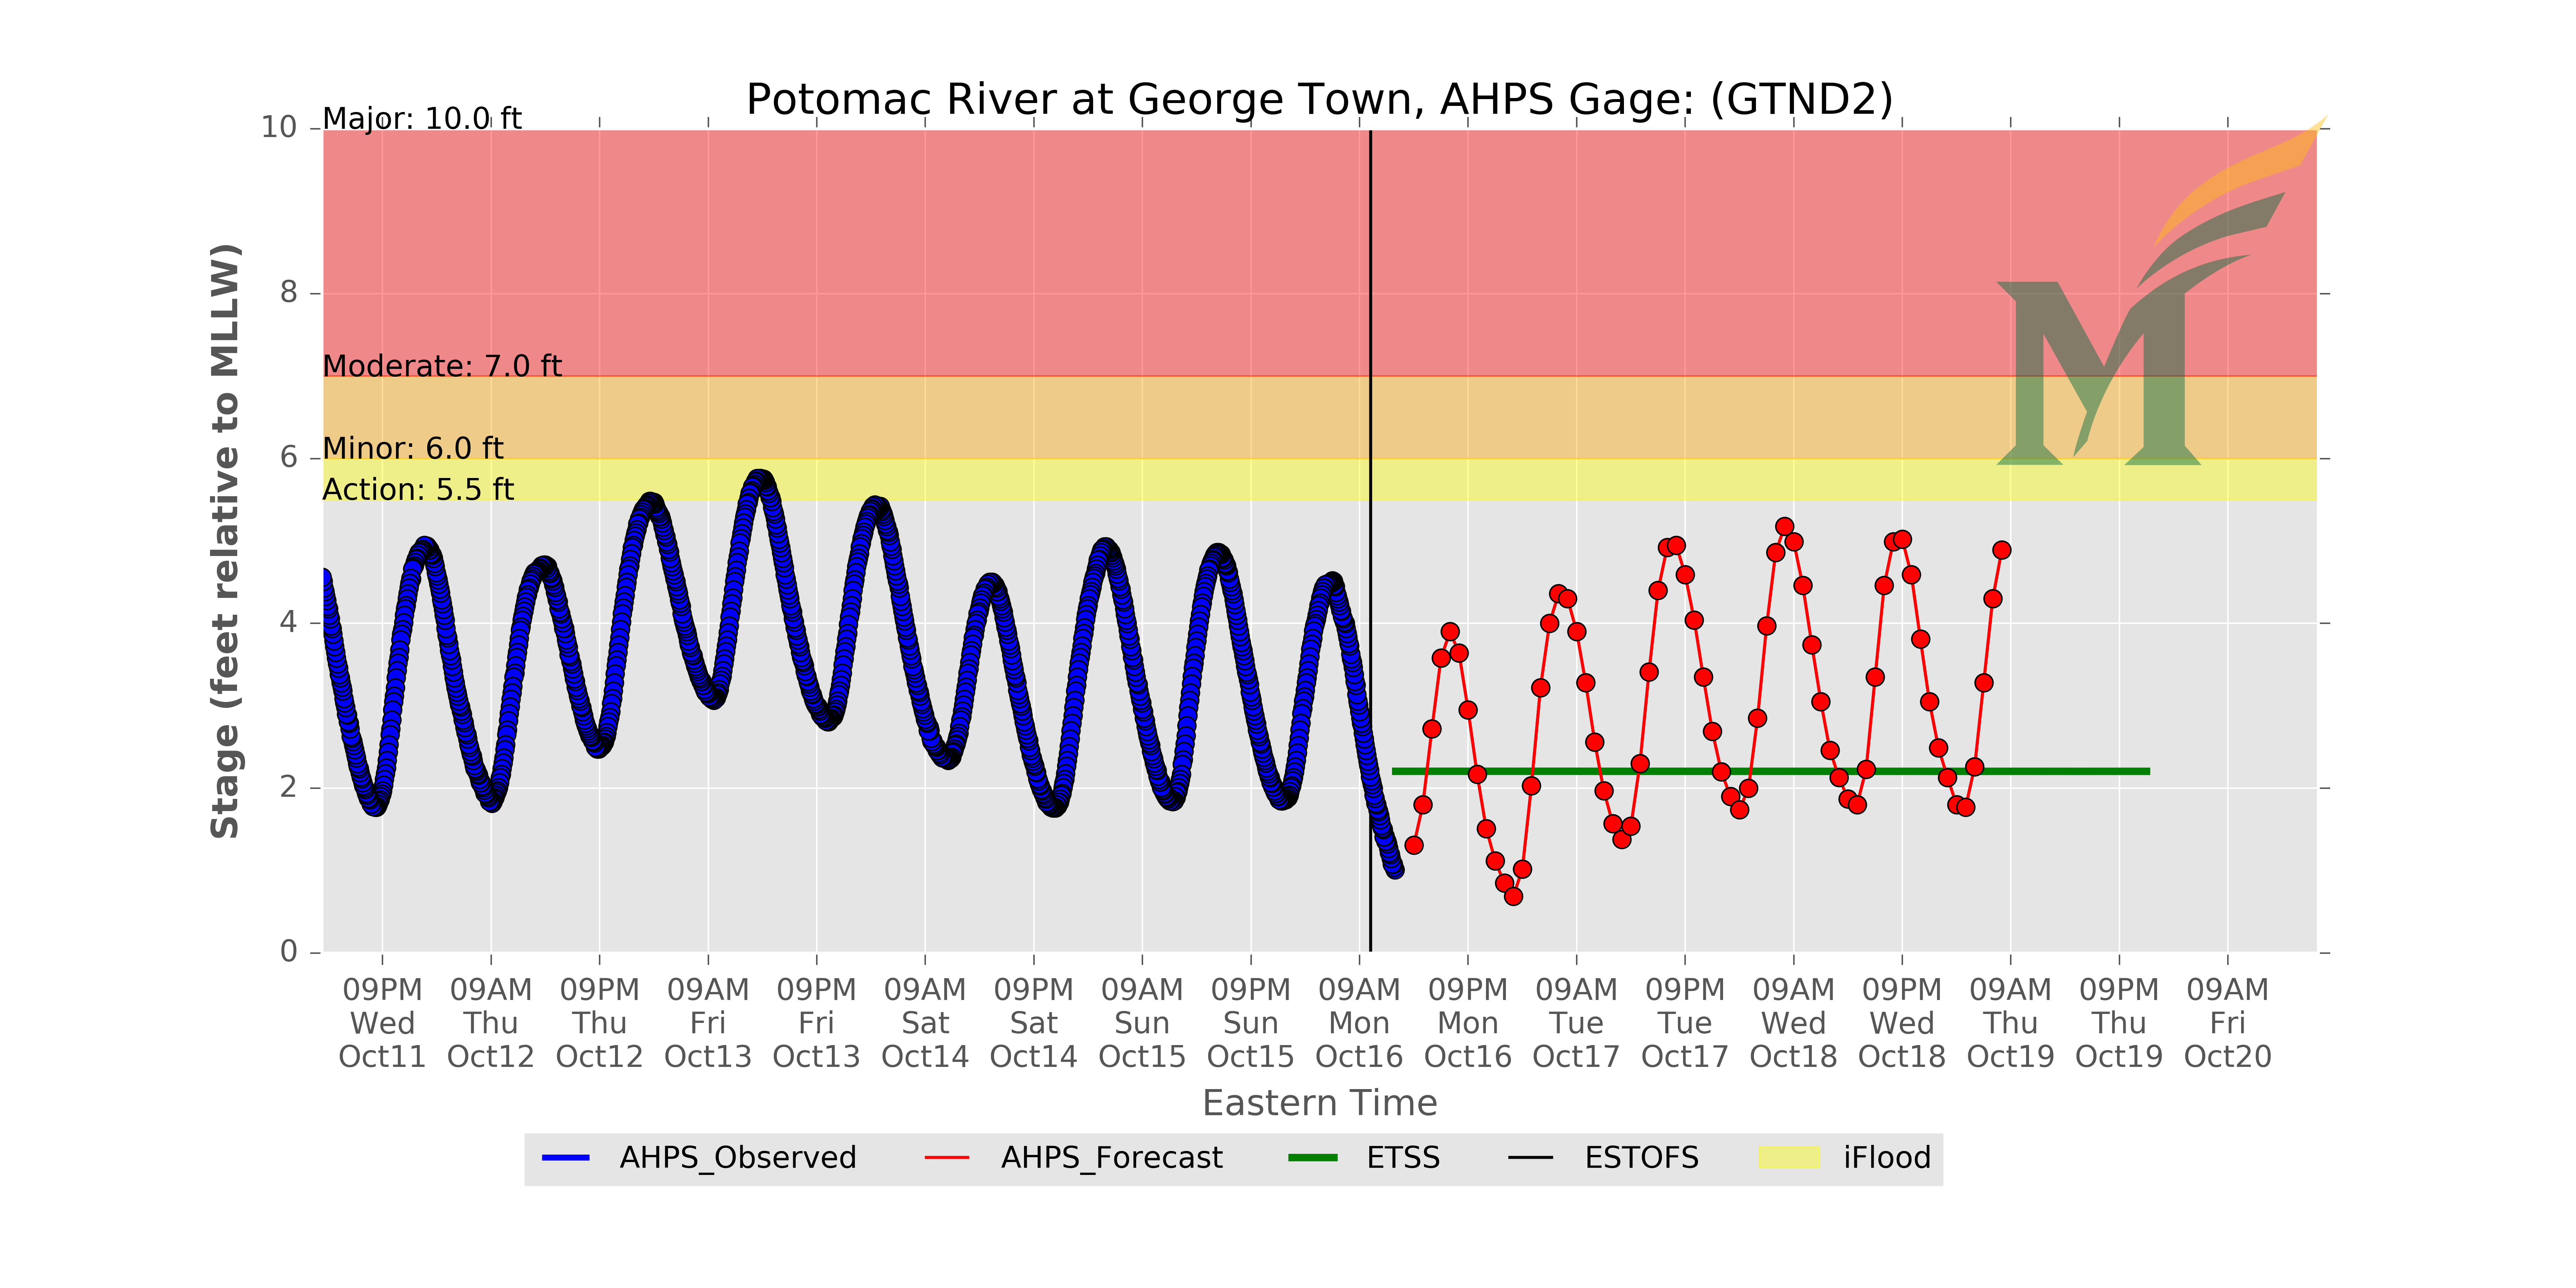 Potomac River at George Town, AHPS Gage: (GTND2)
Major: 10.0 ft
Moderate: 7.0 ft
Minor: 6.0 ft
Action: 5.5 ft
Stage (feet relative to MLLW)
10
8
6
4
2
0
09PM 09AM 09PM 09AM 09PM 09AM 09PM 09AM 09PM 09AM 09PM 09AM 09PM 09AM 09PM 09AM 09PM 09AM
Wed Thu Thu Fri Fri Sat Sat Sun Sun Mon Mon Tue Tue Wed Wed Thu Thu Fri
Oct11 Oct12 Oct12 Oct13 Oct13 Oct14 Oct14 Oct15 Oct15 Oct16 Oct16 Oct17 Oct17 Oct18 Oct18 Oct19 Oct19 Oct20
Eastern Time
AHPS_Observed AHPS_Forecast ETSS ESTOFS iFlood
M